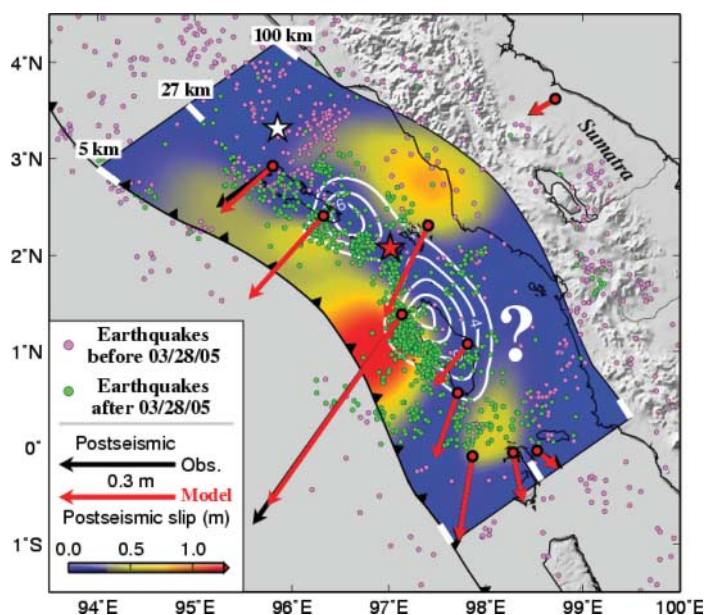 100 km
27 km
5 km
4°N
3°N
2°N
1°N
0°
1°S
Sumatra
6
4
?
Earthquakes
before 03/28/05
Earthquakes
after 03/28/05
Postseismic
Obs.
0.3 m
Model
Postseismic slip (m)
0.0 0.5 1.0
94°E 95°E 96°E 97°E 98°E 99°E 100°E